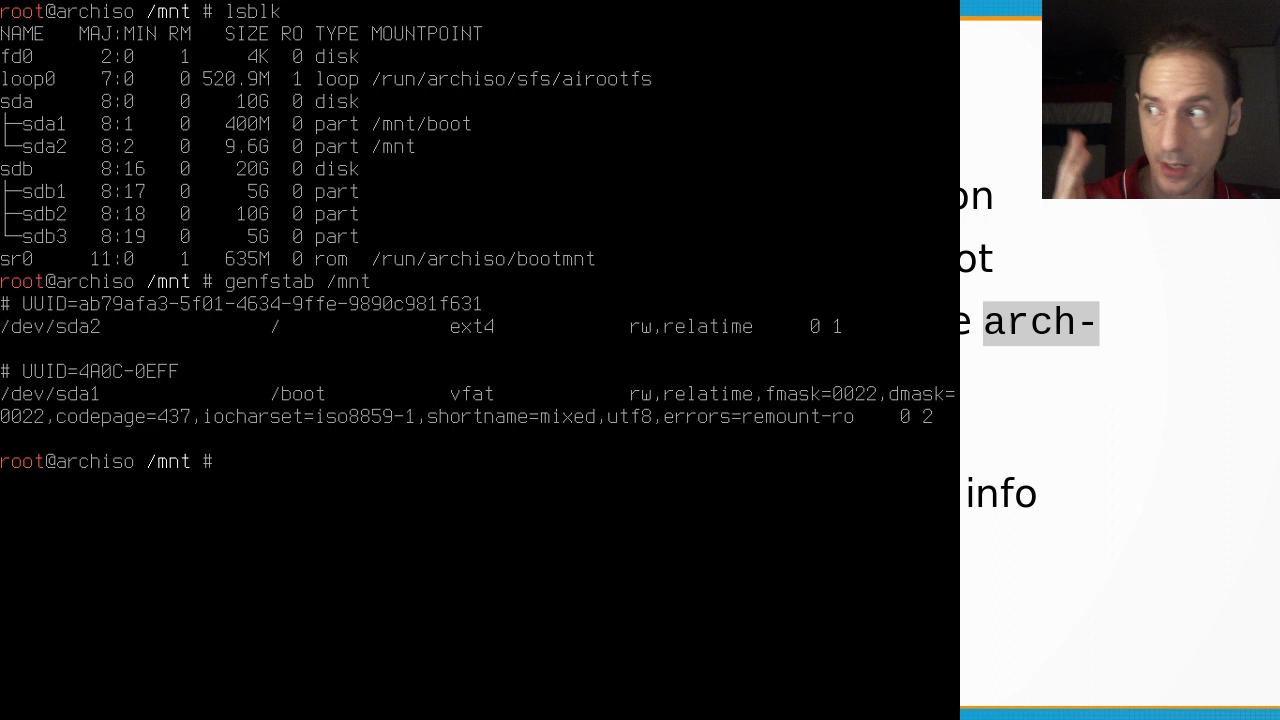 root@archiso /mnt # lsblk
NAME   MAJ:MIN RM   SIZE RO TYPE MOUNTPOINT
fd0      2:0    1     4K  0 disk
loop0    7:0    0 520.9M  1 loop /run/archiso/sfs/airootfs
sda      8:0    0    10G  0 disk
├─sda1   8:1    0   400M  0 part /mnt/boot
└─sda2   8:2    0   9.6G  0 part /mnt
sdb      8:16   0    20G  0 disk
├─sdb1   8:17   0     5G  0 part
├─sdb2   8:18   0    10G  0 part
└─sdb3   8:19   0     5G  0 part
sr0     11:0    1   635M  0 rom  /run/archiso/bootmnt
root@archiso /mnt # genfstab /mnt
# UUID=ab79afa3-5f01-4634-9ffe-9890c981f631
/dev/sda2               /               ext4            rw,relatime     0 1
# UUID=4A0C-0EFF
/dev/sda1               /boot           vfat            rw,relatime,fmask=0022,dmask=
0022,codepage=437,iocharset=iso8859-1,shortname=mixed,utf8,errors=remount-ro    0 2
root@archiso /mnt #
on
ot
e arch-
info